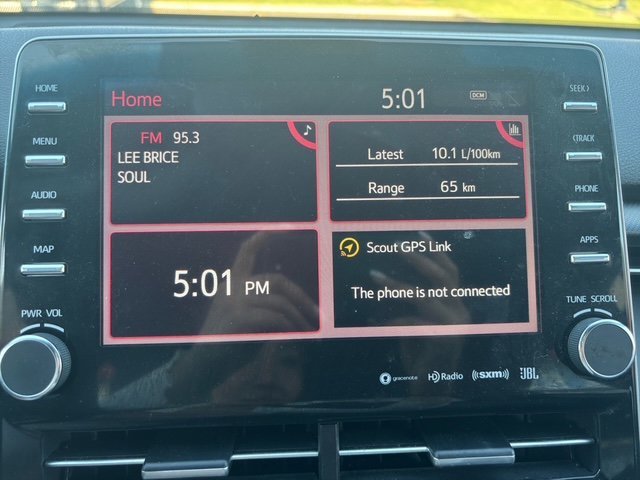 HOME
MENU
AUDIO
MAP
PWR VOL
Home
5:01
DCM
FM 95.3
LEE BRICE
SOUL
Latest 10.1 L/100km
Range 65 km
5:01 PM
Scout GPS Link
The phone is not connected
gracenote HD Radio ((sxm)) JBL
SEEK>
<TRACK
PHONE
APPS
TUNE SCROLL